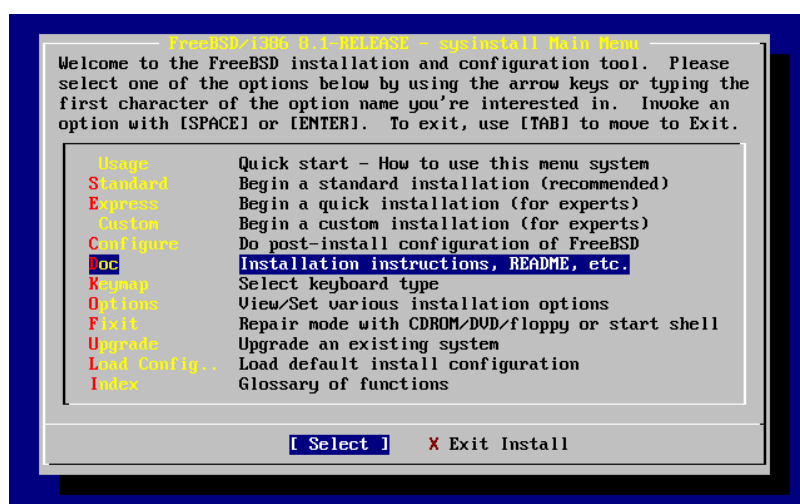 FreeBSD/i386 8.1-RELEASE - sysinstall Main Menu
Welcome to the FreeBSD installation and configuration tool.  Please
select one of the options below by using the arrow keys or typing the
first character of the option name you're interested in.  Invoke an
option with [SPACE] or [ENTER].  To exit, use [TAB] to move to Exit.
Usage Quick start - How to use this menu system
Standard Begin a standard installation (recommended)
Express Begin a quick installation (for experts)
Custom Begin a custom installation (for experts)
Configure Do post-install configuration of FreeBSD
Doc Installation instructions, README, etc.
Keymap Select keyboard type
Options View/Set various installation options
Fixit Repair mode with CDROM/DVD/floppy or start shell
Upgrade Upgrade an existing system
Load Config.. Load default install configuration
Index Glossary of functions
[ Select ] X Exit Install